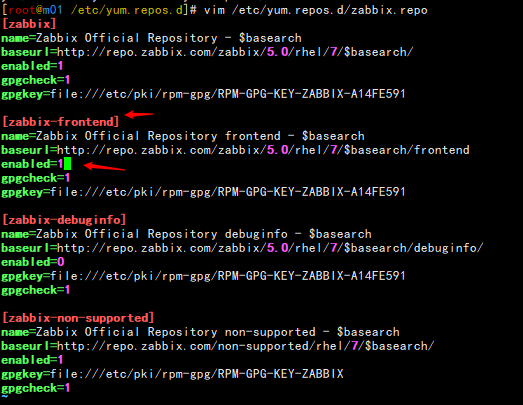 [root@m01 /etc/yum.repos.d]# vim /etc/yum.repos.d/zabbix.repo
[zabbix]
name=Zabbix Official Repository - $basearch
baseurl=http://repo.zabbix.com/zabbix/5.0/rhel/7/$basearch/
enabled=1
gpgcheck=1
gpgkey=file:///etc/pki/rpm-gpg/RPM-GPG-KEY-ZABBIX-A14FE591
[zabbix-frontend]
name=Zabbix Official Repository frontend - $basearch
baseurl=http://repo.zabbix.com/zabbix/5.0/rhel/7/$basearch/frontend
enabled=1
gpgcheck=1
gpgkey=file:///etc/pki/rpm-gpg/RPM-GPG-KEY-ZABBIX-A14FE591
[zabbix-debuginfo]
name=Zabbix Official Repository debuginfo - $basearch
baseurl=http://repo.zabbix.com/zabbix/5.0/rhel/7/$basearch/debuginfo/
enabled=0
gpgkey=file:///etc/pki/rpm-gpg/RPM-GPG-KEY-ZABBIX-A14FE591
gpgcheck=1
[zabbix-non-supported]
name=Zabbix Official Repository non-supported - $basearch
baseurl=http://repo.zabbix.com/non-supported/rhel/7/$basearch/
enabled=1
gpgkey=file:///etc/pki/rpm-gpg/RPM-GPG-KEY-ZABBIX
gpgcheck=1
~